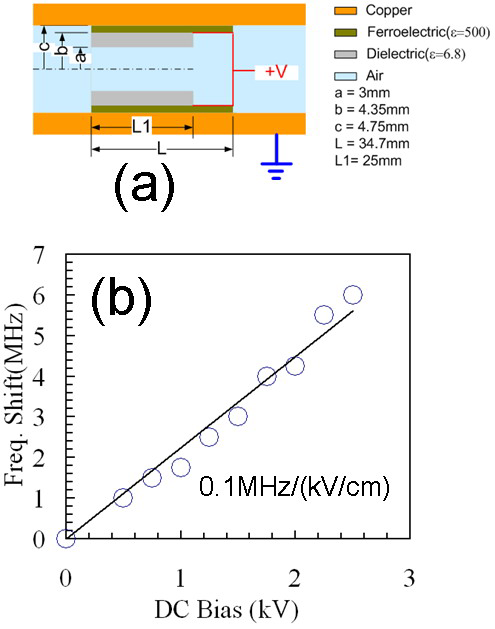 Copper
Ferroelectric(ε=500)
Dielectric(ε=6.8)
Air
a = 3mm
b = 4.35mm
c = 4.75mm
L = 34.7mm
L1= 25mm
c
b
a
+V
L1
L
(a)
(b)
Freq. Shift(MHz)
7
6
5
4
3
2
1
0
0.1MHz/(kV/cm)
0 1 2 3
DC Bias (kV)